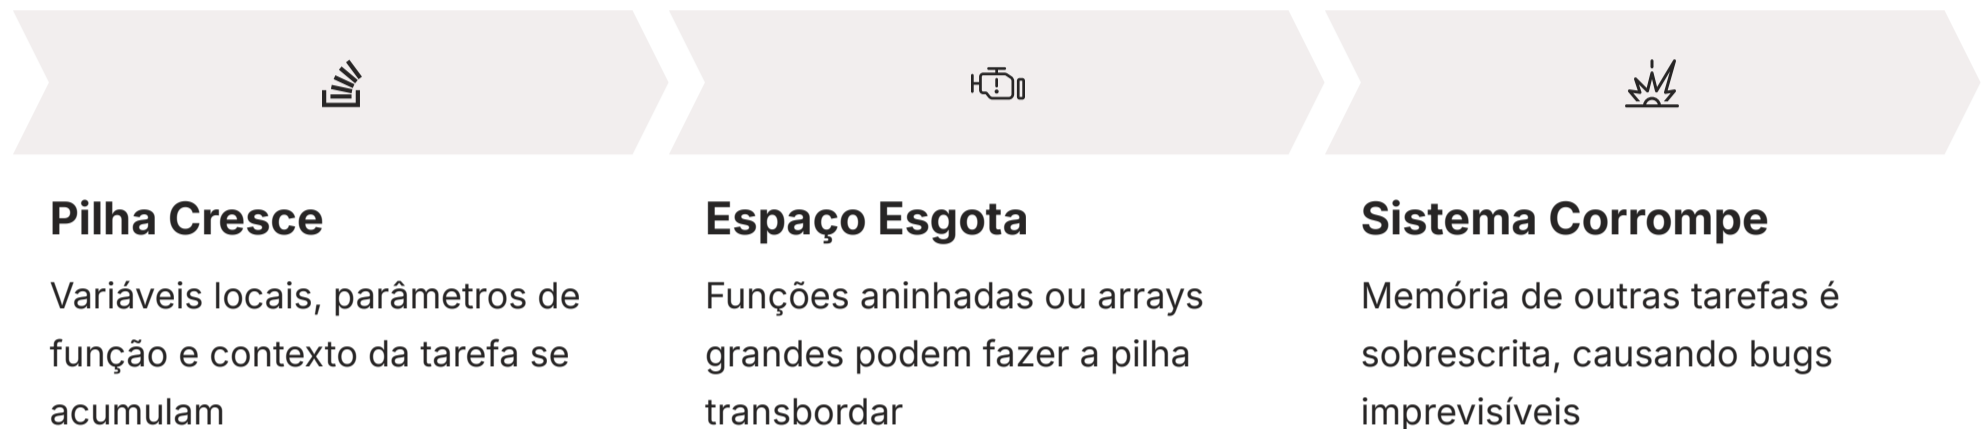 Pilha Cresce
Variáveis locais, parâmetros de
função e contexto da tarefa se
acumulam
Espaço Esgota
Funções aninhadas ou arrays
grandes podem fazer a pilha
transbordar
Sistema Corrompe
Memória de outras tarefas é
sobrescrita, causando bugs
imprevisíveis